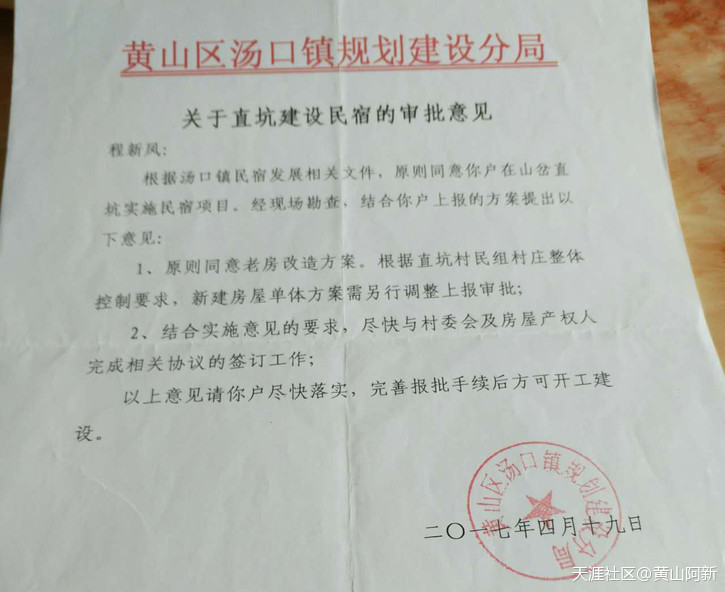 黄山区汤口镇规划建设分局
关于直坑建设民宿的审批意见
程新凤:
根据汤口镇民宿发展相关文件，原则同意你户在山岔直
坑实施民宿项目。经现场勘查，结合你户上报的方案提出以
下意见:
1、原则同意老房改造方案。根据直坑村民组村庄整体
控制要求，新建房屋单体方案需另行调整上报审批;
2、结合实施意见的要求，尽快与村委会及房屋产权人
完成相关协议的签订工作;
以上意见请你户尽快落实，完善报批手续后方可开工建
设。
黄山区汤口镇规划建设分局
二〇一七年四月十九日
天涯社区@黄山阿新